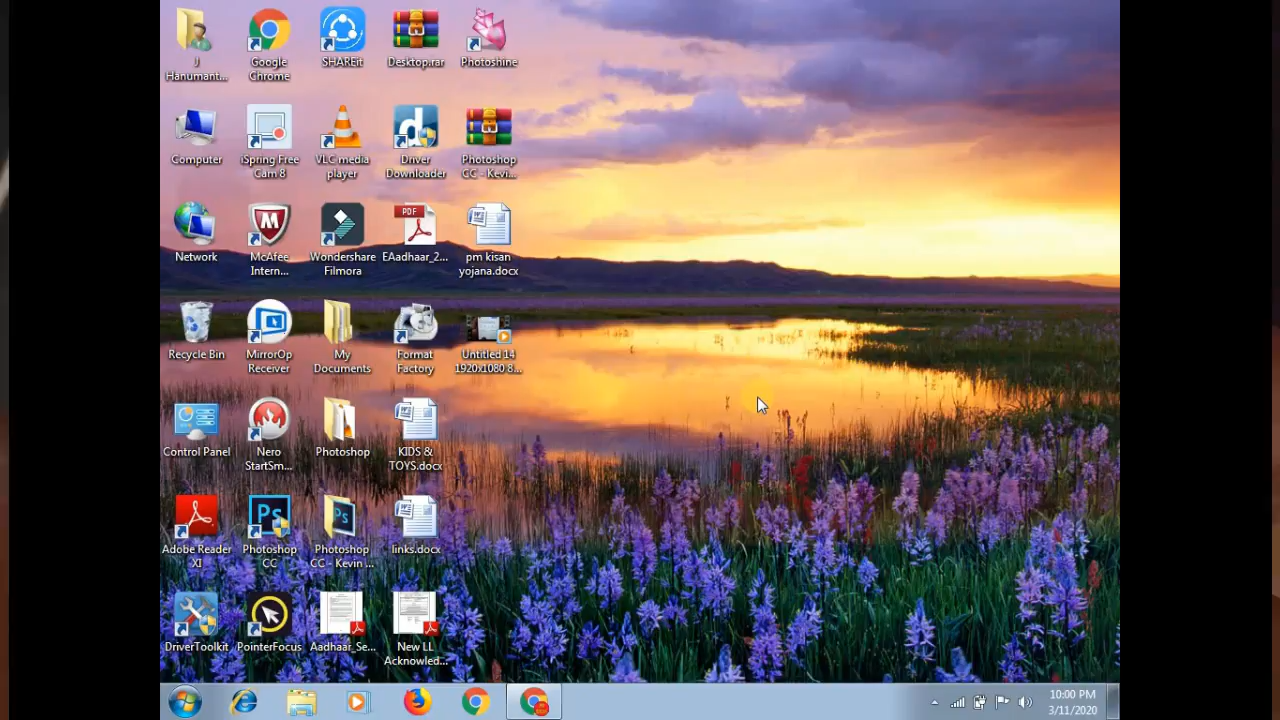 J
Hanumant...
Google
Chrome
SHAREit
Desktop.rar
Photoshine
Computer
iSpring Free
Cam 8
VLC media
player
d
Driver
Downloader
Photoshop
CC - Kevi...
Network
McAfee
Intern...
Wondershare
Filmora
PDF
EAadhaar_2...
pm kisan
yojana.docx
Recycle Bin
MirrorOp
Receiver
My
Documents
Format
Factory
Untitled 14
1920x1080 8...
Control Panel
Nero
StartSm...
Photoshop
KIDS &
TOYS.docx
Adobe Reader
XI
Ps
Photoshop
CC
Ps
Photoshop
CC - Kevin ...
links.docx
DriverToolkit
PointerFocus
Aadhaar_Se...
New LL
Acknowled...
10:00 PM
3/11/2020